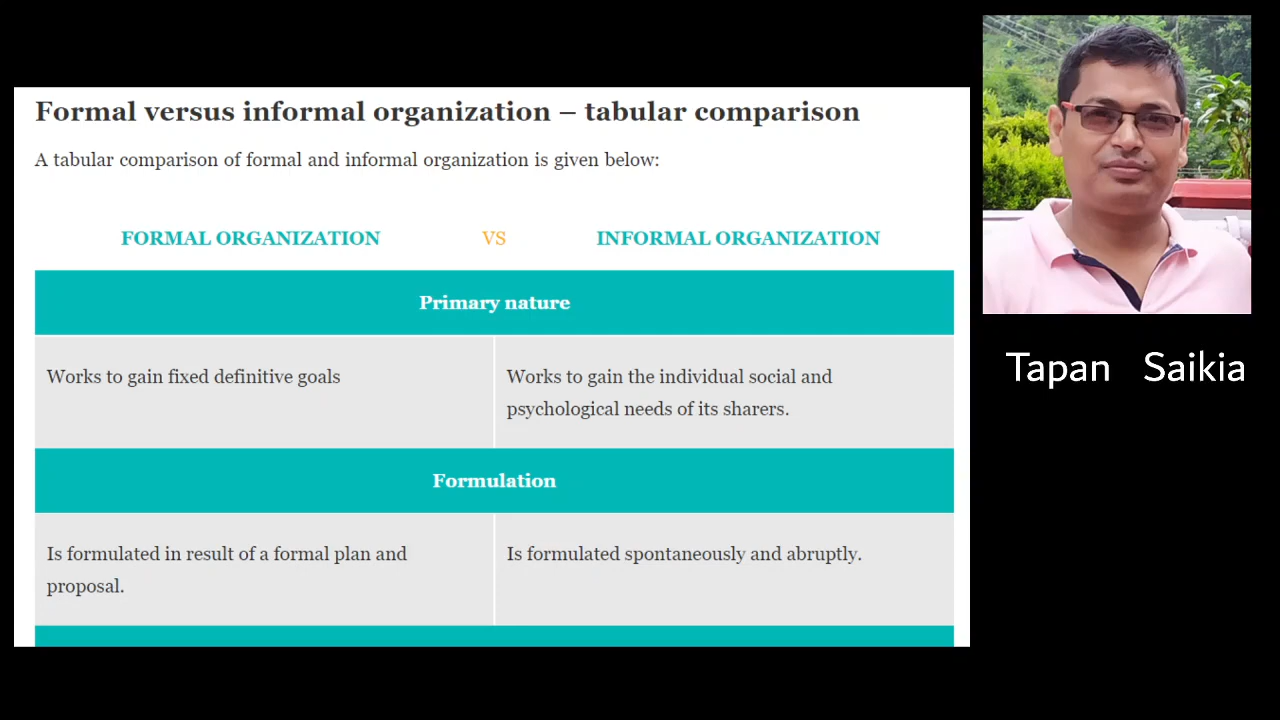 Formal versus informal organization – tabular comparison
A tabular comparison of formal and informal organization is given below:
FORMAL ORGANIZATION VS INFORMAL ORGANIZATION
Primary nature
Works to gain fixed definitive goals
Works to gain the individual social and
psychological needs of its sharers.
Formulation
Is formulated in result of a formal plan and
proposal.
Is formulated spontaneously and abruptly.
Tapan Saikia